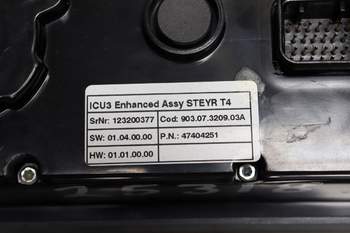 ICU3 Enhanced Assy STEYR T4
SrNr: 123200377 Cod: 903.07.3209.03A
SW: 01.04.00.00 P.N.: 47404251
HW: 01.01.00.00